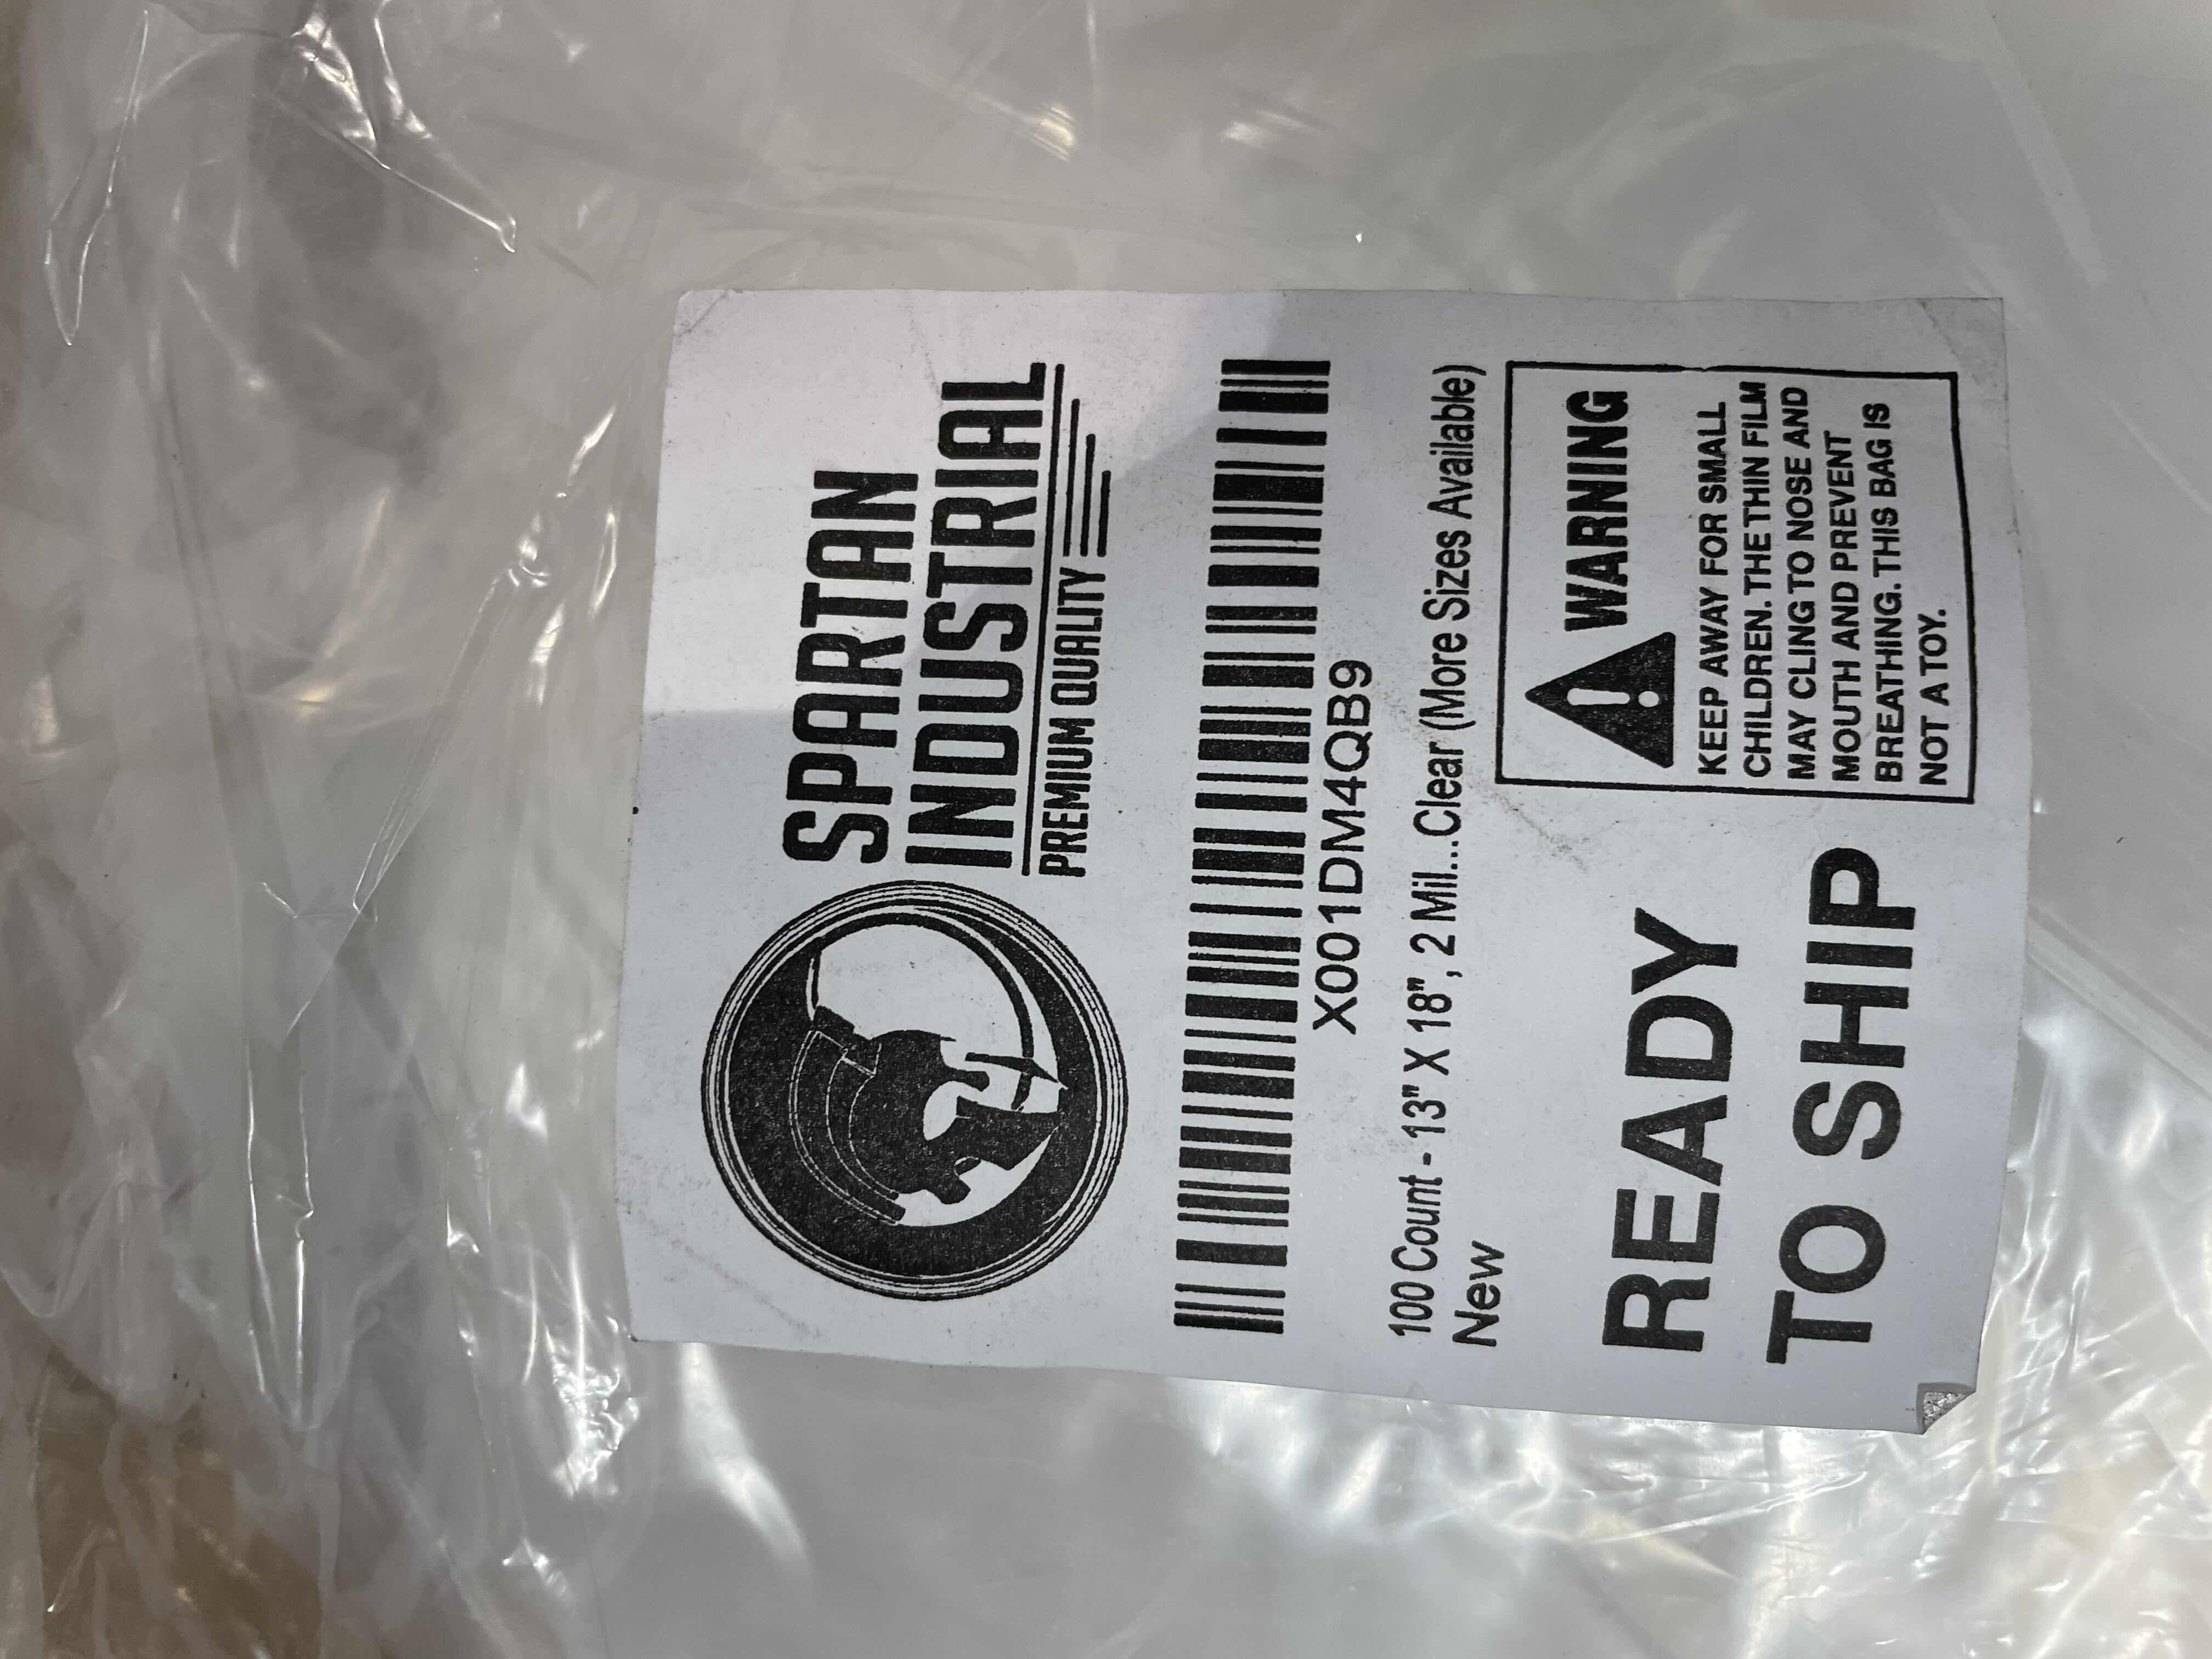 SPARTAN
INDUSTRIAL
PREMIUM QUALITY
X001DM4QB9
100 Count - 13" X 18", 2 Mil...Clear (More Sizes Available)
New
READY
TO SHIP
WARNING
KEEP AWAY FOR SMALL
CHILDREN. THE THIN FILM
MAY CLING TO NOSE AND
MOUTH AND PREVENT
BREATHING. THIS BAG IS
NOT A TOY.